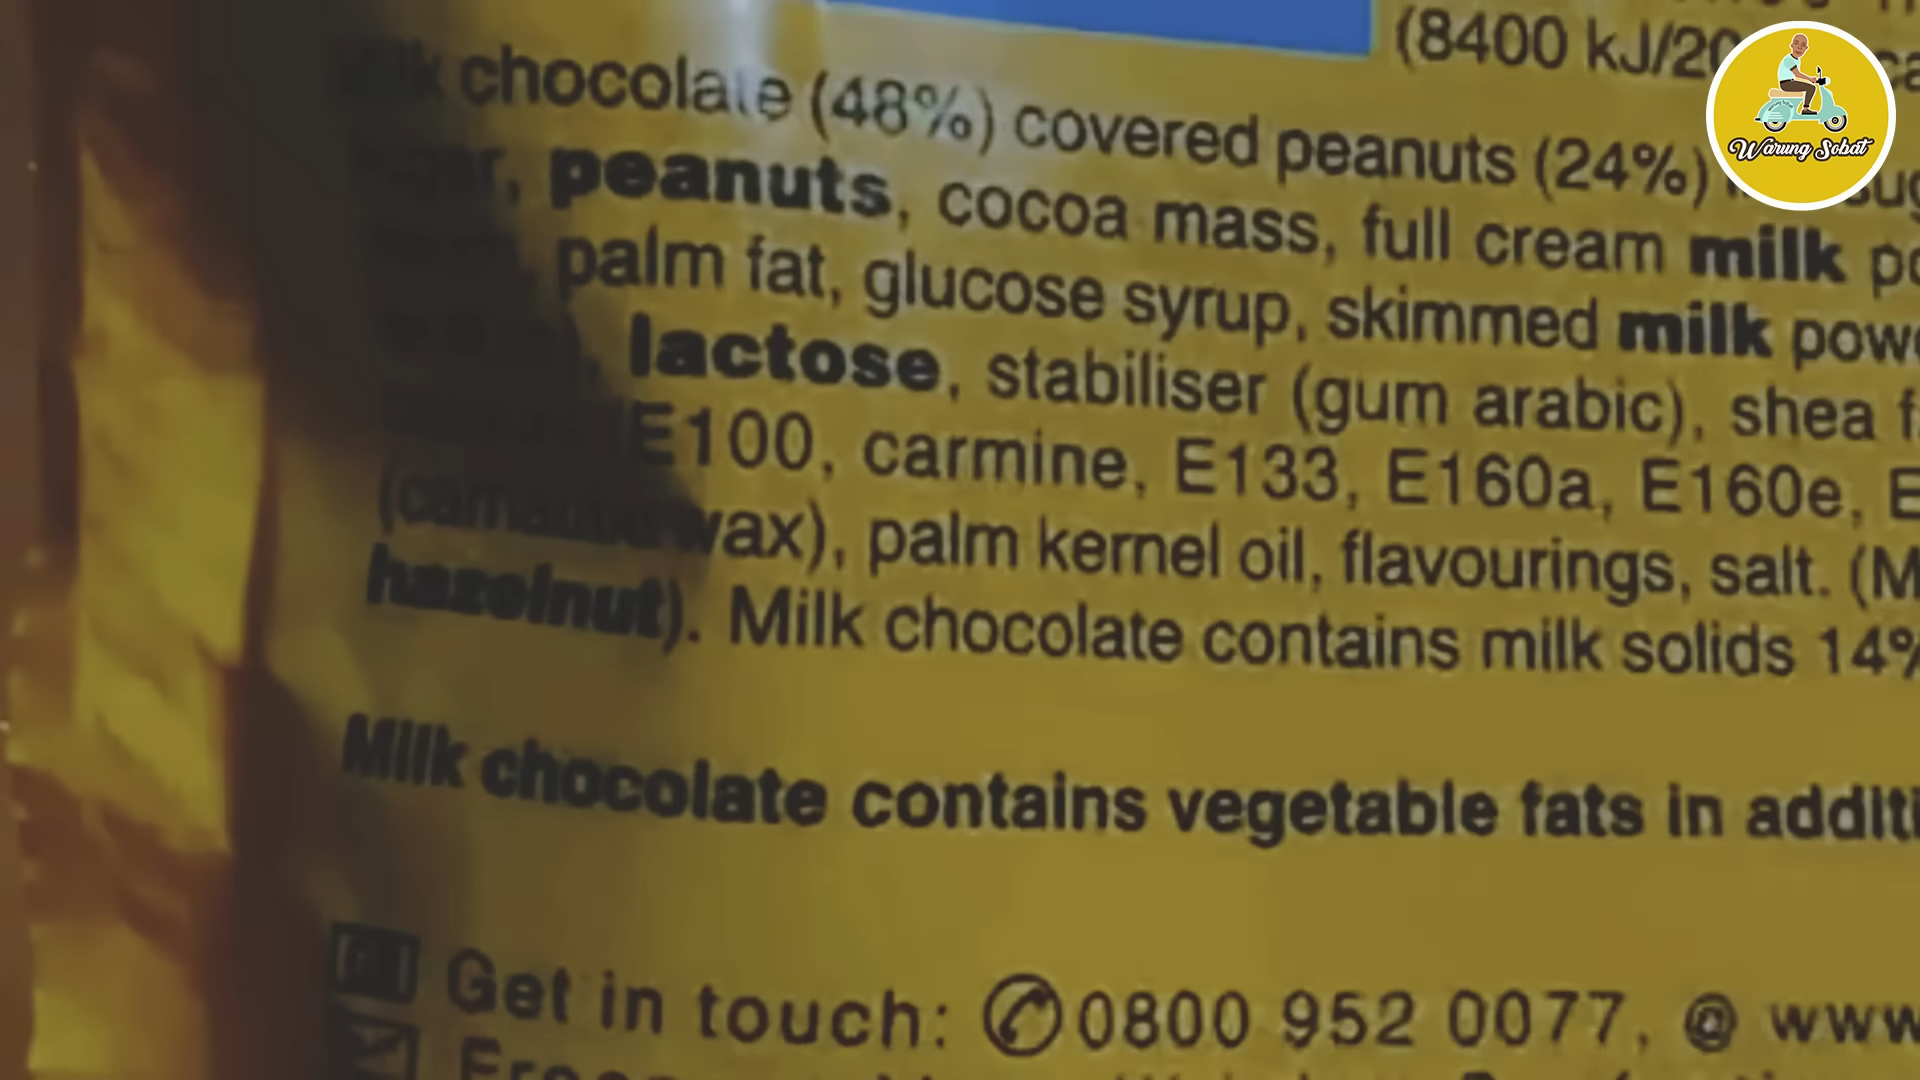 (8400 kJ/20
chocolate (48%) covered peanuts (24%)
peanuts, cocoa mass, full cream milk
palm fat, glucose syrup, skimmed milk
lactose, stabiliser (gum arabic), shea
E100, carmine, E133, E160a, E160e,
wax), palm kernel oil, flavourings, salt.
hazelnut). Milk chocolate contains milk solids 14%
Milk chocolate contains vegetable fats in
Get in touch: 0800 952 0077, @ www
Warung Sobat